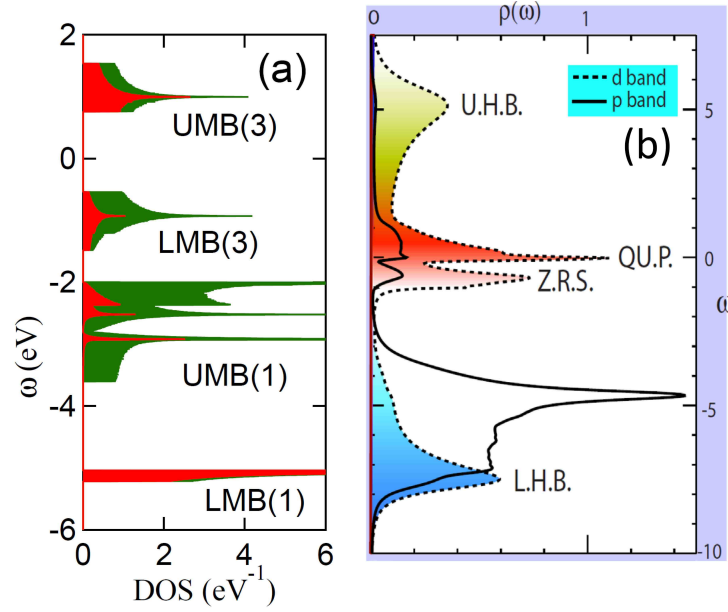 (a)
2
UMB(3)
0
LMB(3)
-2
UMB(1)
-4
LMB(1)
-6
ω (eV)
0 2 4 6
DOS (eV⁻¹)
0 ρ(ω) 1
d band
p band
(b)
U.H.B.
5
QU.P.
0
Z.R.S.
ω
-5
L.H.B.
-10